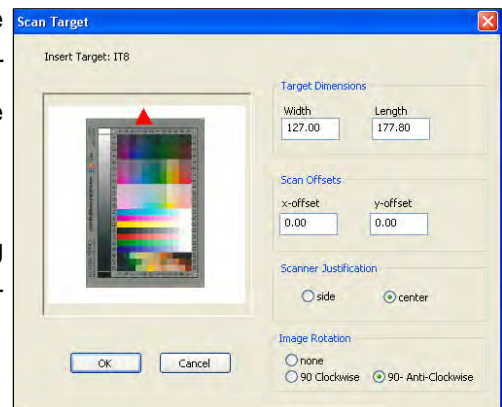 Scan Target
Insert Target: IT8
Target Dimensions
Width Length
127.00 177.80
Scan Offsets
x-offset y-offset
0.00 0.00
Scanner Justification
side center
Image Rotation
none
90 Clockwise 90- Anti-Clockwise
OK Cancel